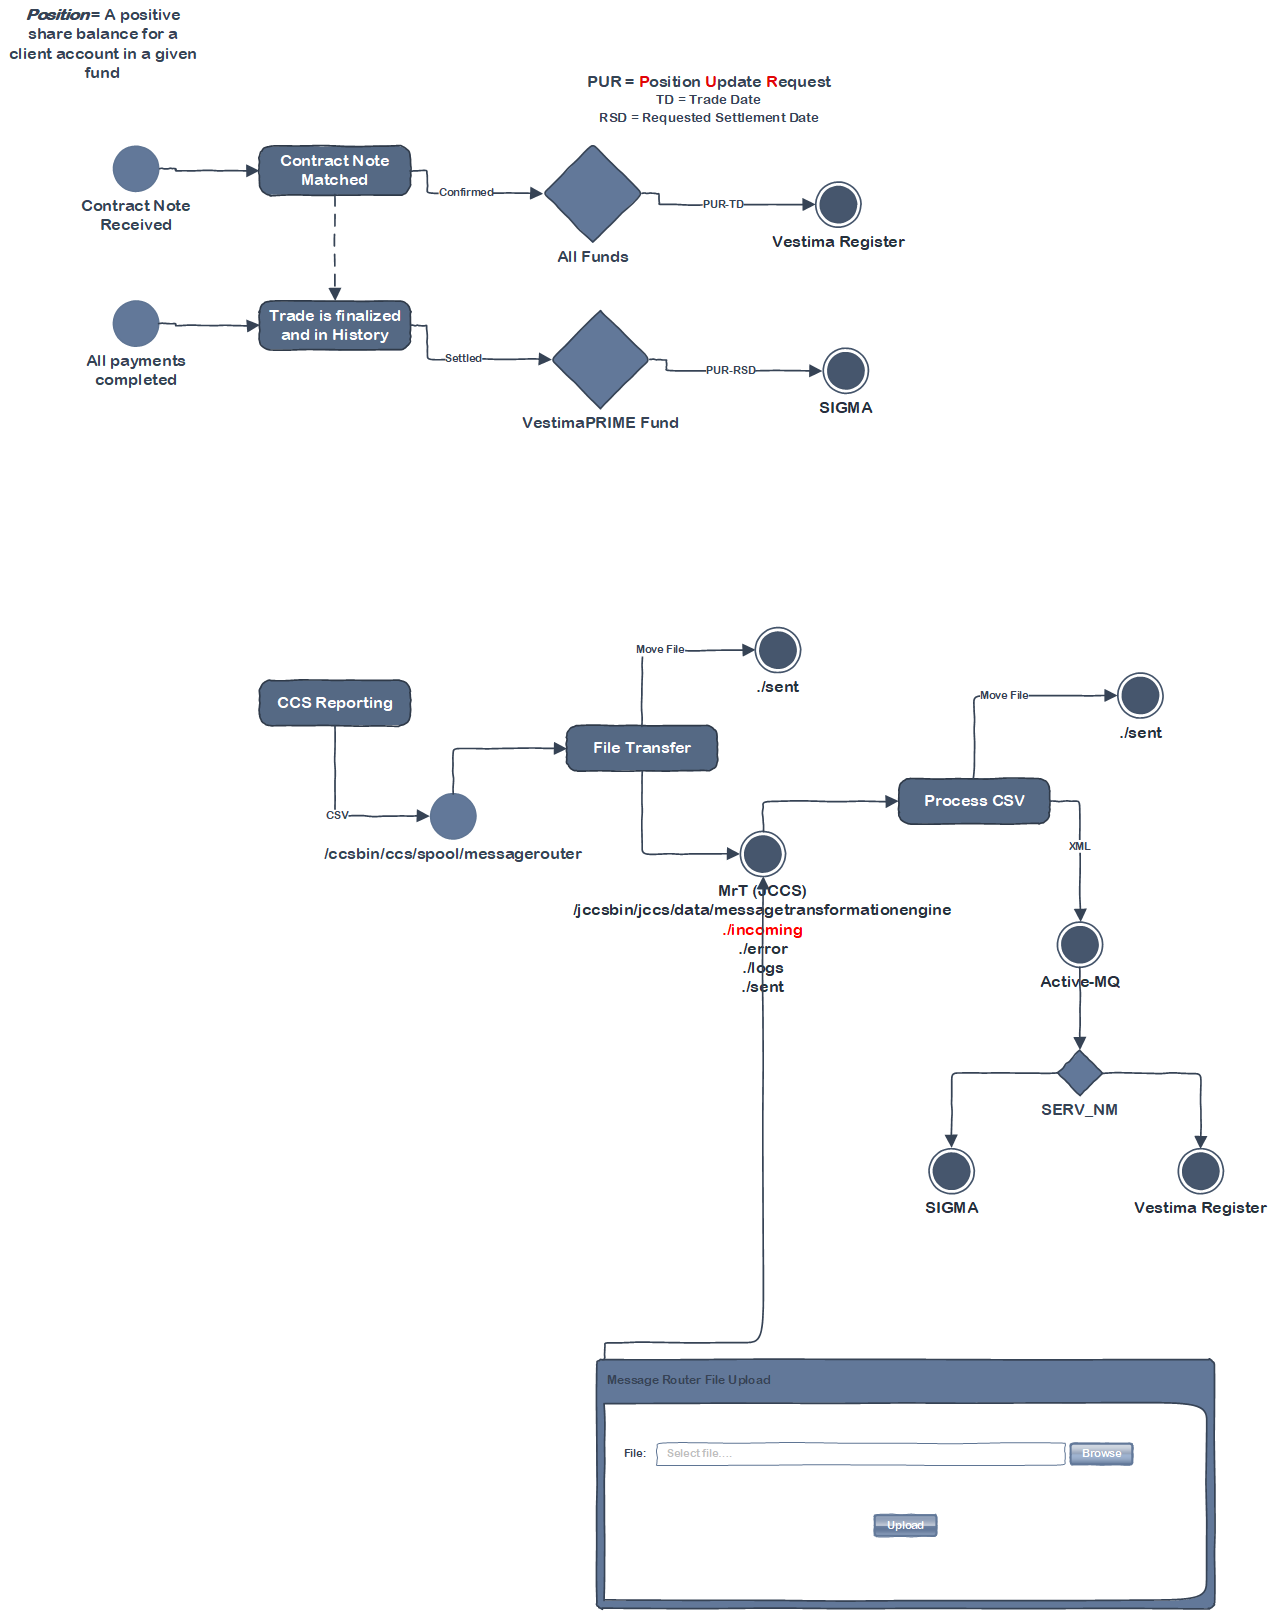 Position= A positive
share balance for a
client account in a given
fund
PUR = Position Update Request
TD = Trade Date
RSD = Requested Settlement Date
Contract Note
Matched
Contract Note
Received
Confirmed
All Funds
PUR-TD
Vestima Register
Trade is finalized
and in History
All payments
completed
Settled
VestimaPRIME Fund
PUR-RSD
SIGMA
CCS Reporting
CSV
/ccsbin/ccs/spool/messagerouter
File Transfer
Move File
./sent
Process CSV
Move File
./sent
MrT (JCCS)
/jccsbin/jccs/data/messagetransformationengine
./incoming
./error
./logs
./sent
XML
Active-MQ
SERV_NM
SIGMA
Vestima Register
Message Router File Upload
File: Select file.... Browse
Upload